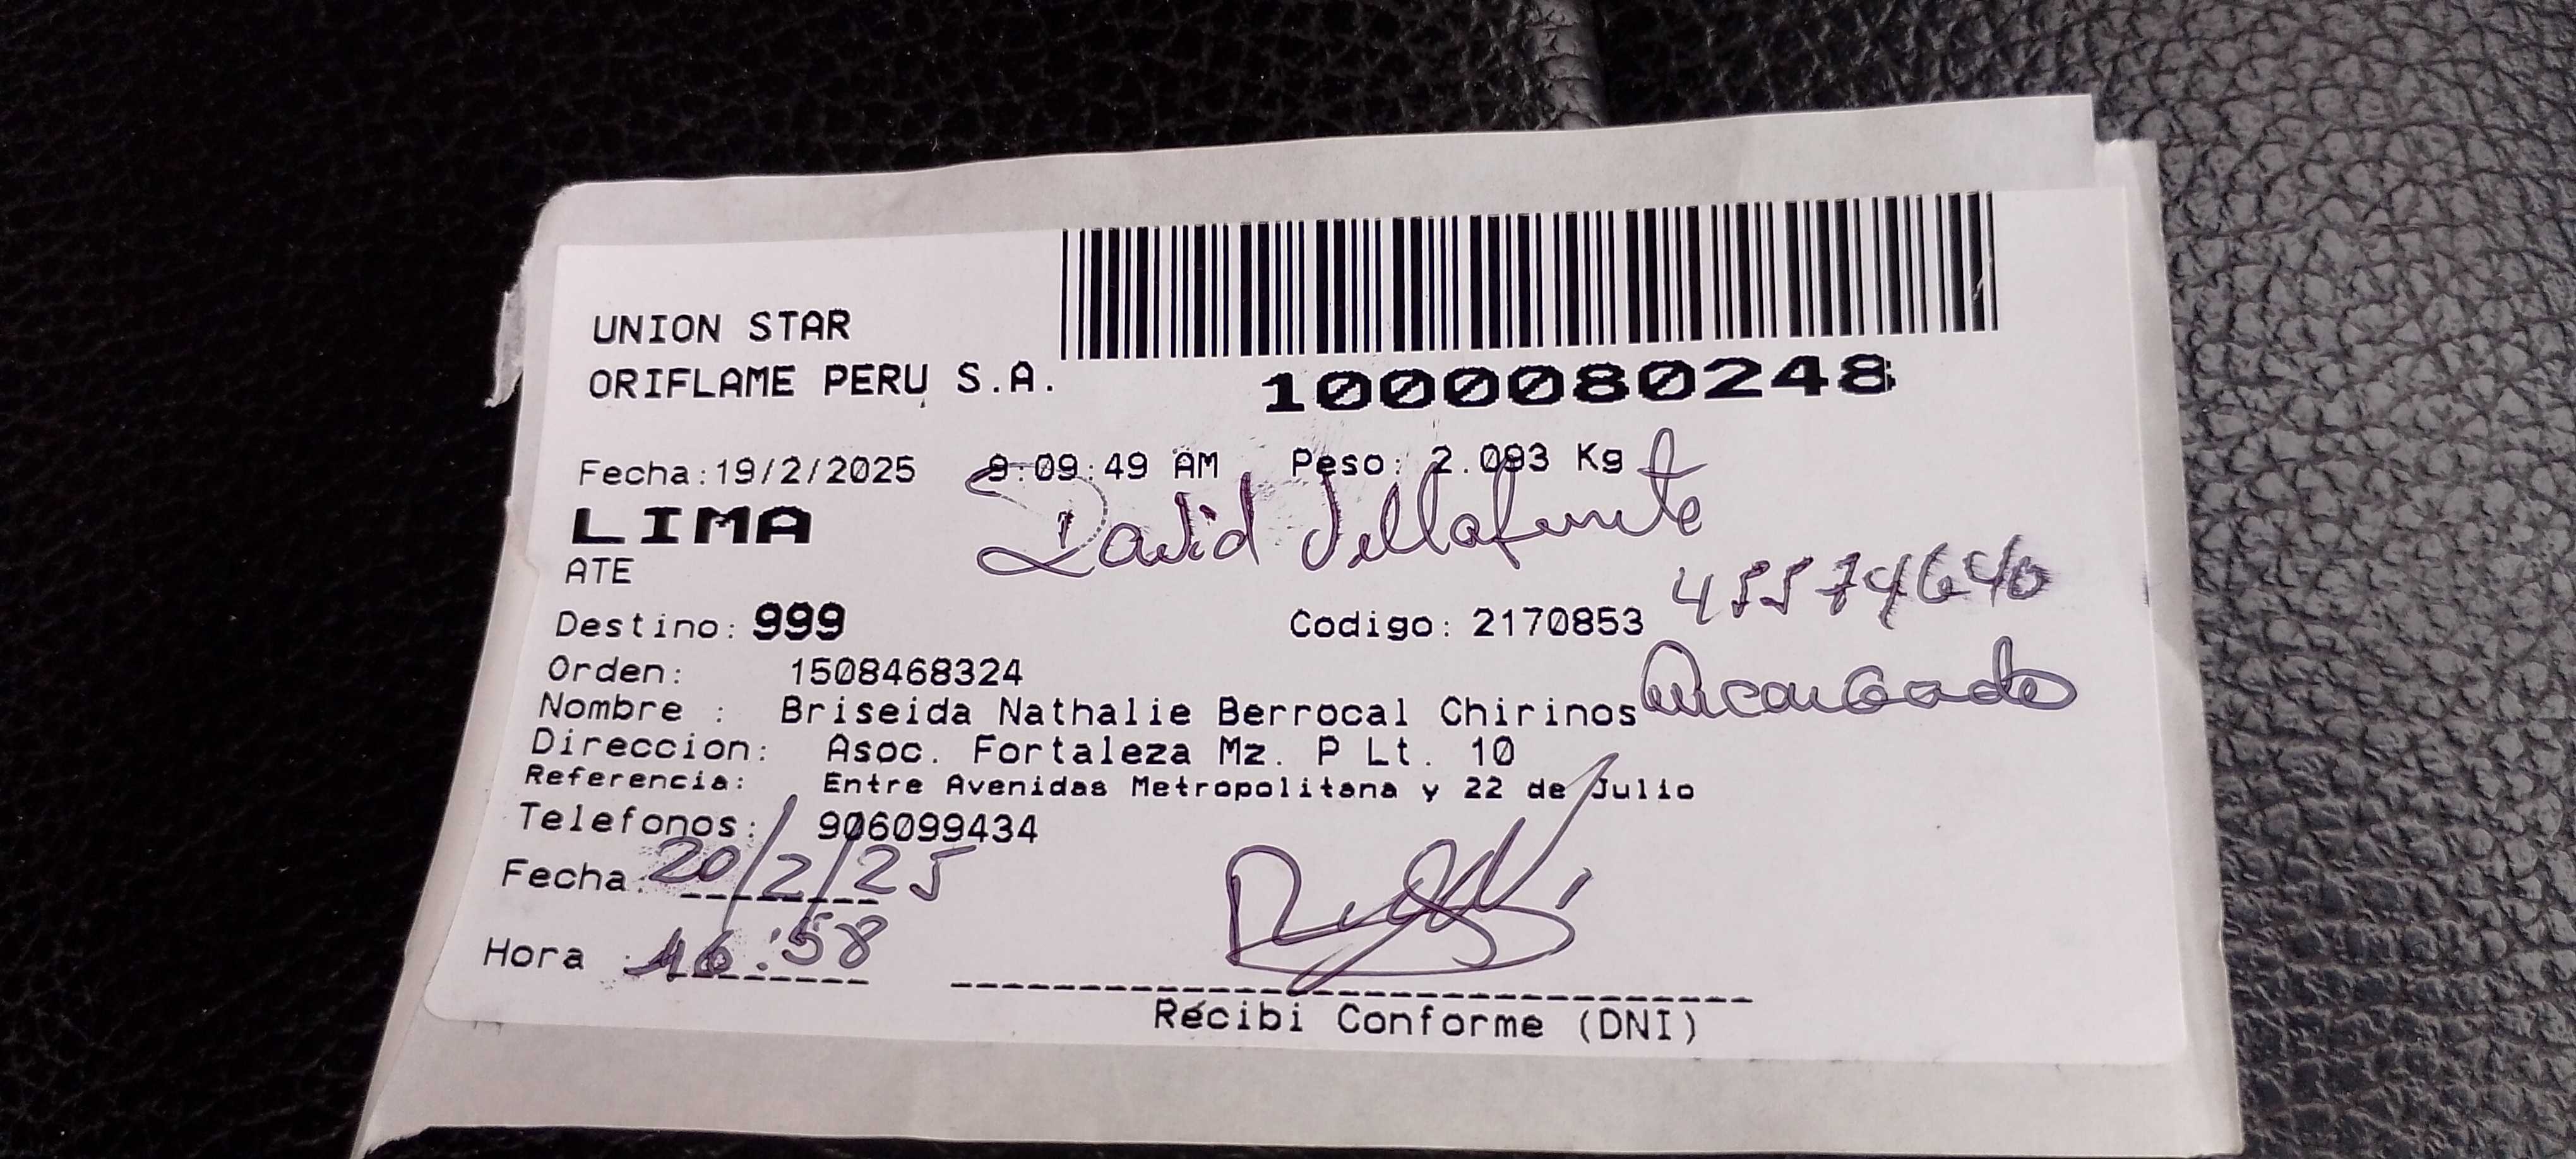 UNION STAR
ORIFLAME PERU S.A.
1000080248
Fecha:19/2/2025 9:09:49 AM Peso: 2.093 Kg
LIMA
David Villafuerte
ATE
45574640
Destino: 999 Codigo: 2170853
Orden: 1508468324
encargado
Nombre : Briseida Nathalie Berrocal Chirinos
Direccion: Asoc. Fortaleza Mz. P Lt. 10
Referencia: Entre Avenidas Metropolitana y 22 de Julio
Telefonos: 906099434
Fecha: 20/2/25
Hora : 16:58
Recibi Conforme (DNI)